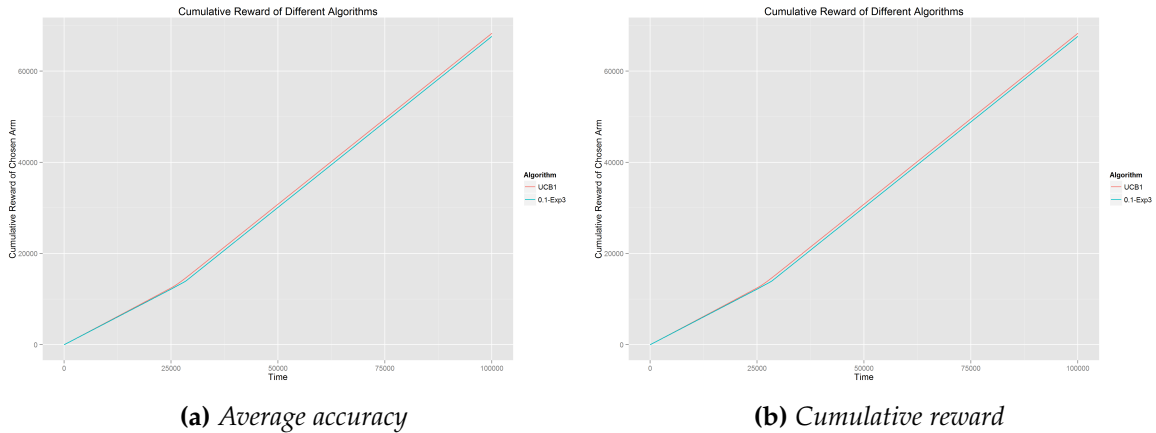 Cumulative Reward of Different Algorithms
Cumulative Reward of Chosen Arm
60000
40000
20000
0
0 25000 50000 75000 100000
Time
Algorithm
UCB1
0.1-Exp3
(a) Average accuracy
Cumulative Reward of Different Algorithms
Cumulative Reward of Chosen Arm
60000
40000
20000
0
0 25000 50000 75000 100000
Time
Algorithm
UCB1
0.1-Exp3
(b) Cumulative reward